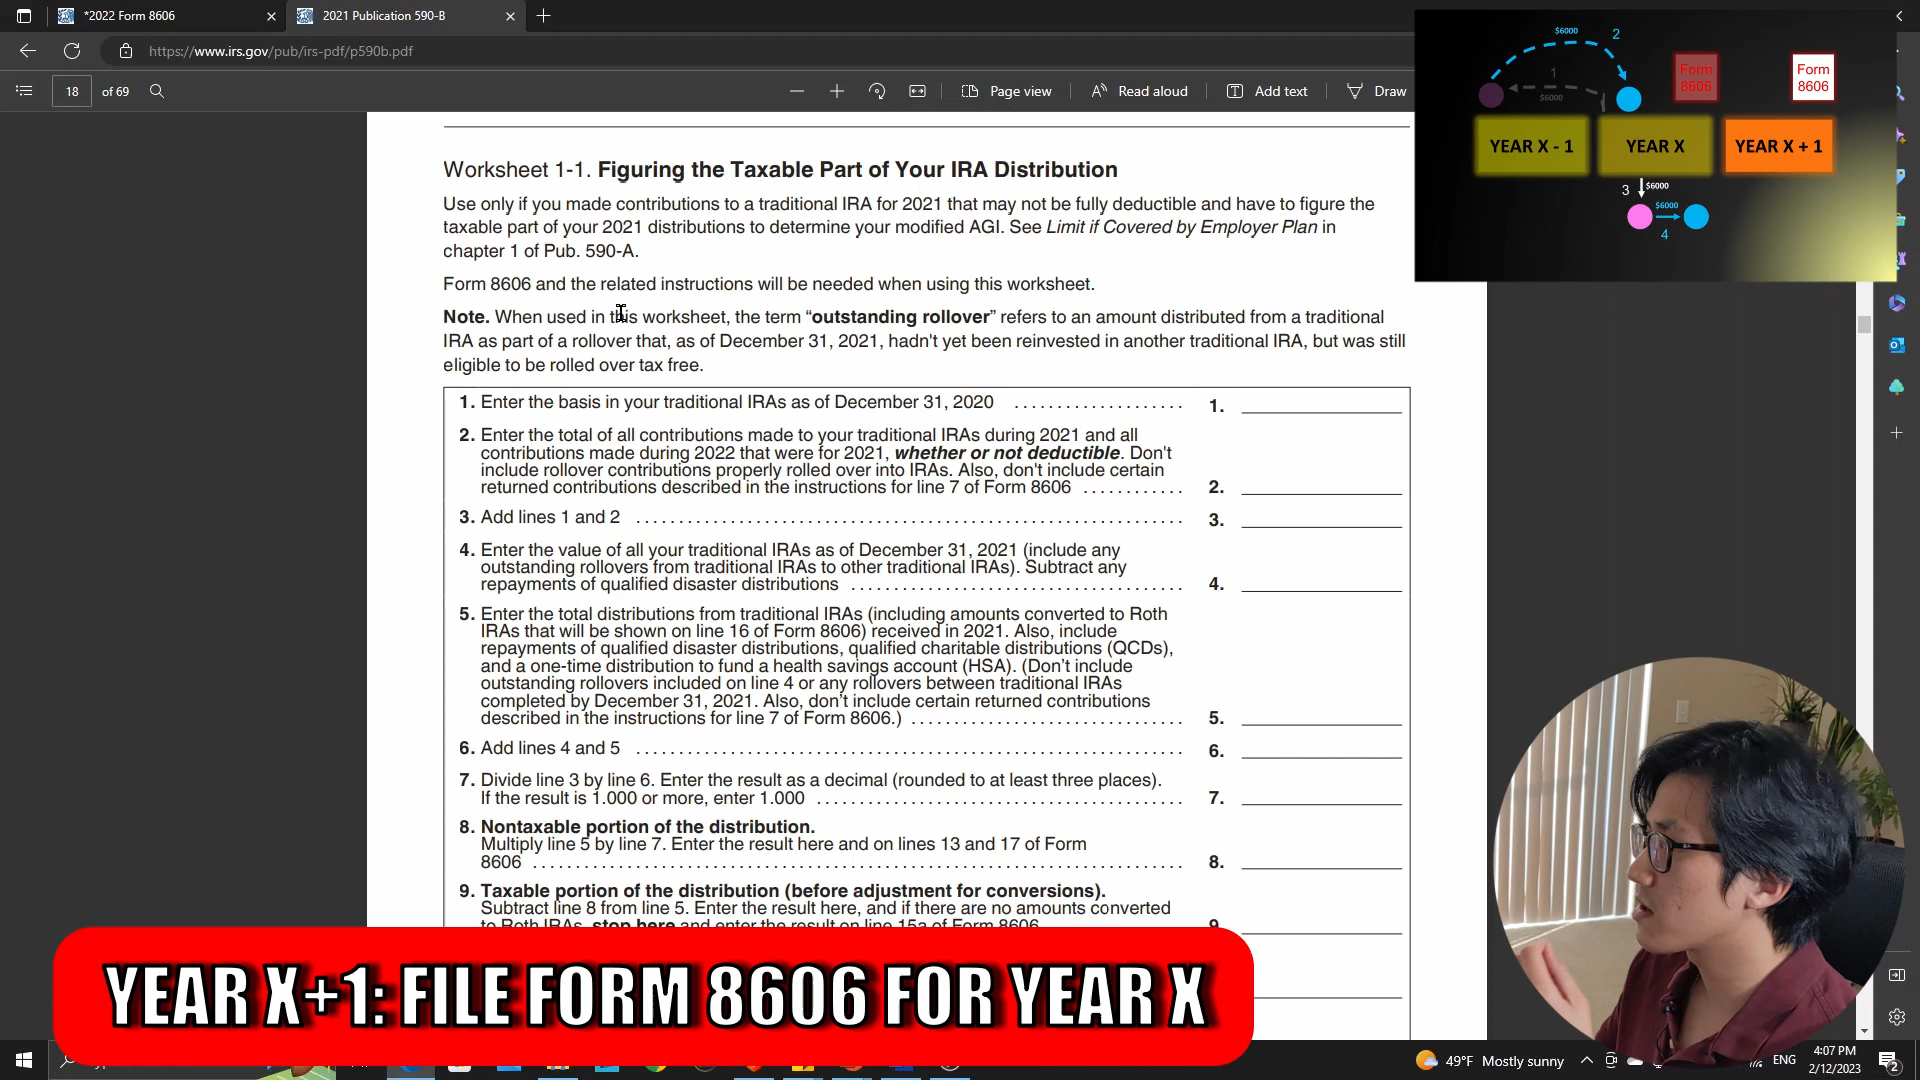 *2022 Form 8606
2021 Publication 590-B
https://www.irs.gov/pub/irs-pdf/p590b.pdf
18 of 69
Page view
Read aloud
Add text
Draw
$6000
2
1
$6000
Form
8606
Form
8606
YEAR X - 1
YEAR X
YEAR X + 1
3
$6000
$6000
4
Worksheet 1-1. Figuring the Taxable Part of Your IRA Distribution
Use only if you made contributions to a traditional IRA for 2021 that may not be fully deductible and have to figure the
taxable part of your 2021 distributions to determine your modified AGI. See Limit if Covered by Employer Plan in
chapter 1 of Pub. 590-A.
Form 8606 and the related instructions will be needed when using this worksheet.
Note. When used in this worksheet, the term “outstanding rollover” refers to an amount distributed from a traditional
IRA as part of a rollover that, as of December 31, 2021, hadn't yet been reinvested in another traditional IRA, but was still
eligible to be rolled over tax free.
1. Enter the basis in your traditional IRAs as of December 31, 2020 .................... 1.
2. Enter the total of all contributions made to your traditional IRAs during 2021 and all
contributions made during 2022 that were for 2021, whether or not deductible. Don't
include rollover contributions properly rolled over into IRAs. Also, don't include certain
returned contributions described in the instructions for line 7 of Form 8606 ............ 2.
3. Add lines 1 and 2 .................... 3.
4. Enter the value of all your traditional IRAs as of December 31, 2021 (include any
outstanding rollovers from traditional IRAs to other traditional IRAs). Subtract any
repayments of qualified disaster distributions .................... 4.
5. Enter the total distributions from traditional IRAs (including amounts converted to Roth
IRAs that will be shown on line 16 of Form 8606) received in 2021. Also, include
repayments of qualified disaster distributions, qualified charitable distributions (QCDs),
and a one-time distribution to fund a health savings account (HSA). (Don't include
outstanding rollovers included on line 4 or any rollovers between traditional IRAs
completed by December 31, 2021. Also, don't include certain returned contributions
described in the instructions for line 7 of Form 8606.) .................... 5.
6. Add lines 4 and 5 .................... 6.
7. Divide line 3 by line 6. Enter the result as a decimal (rounded to at least three places).
If the result is 1.000 or more, enter 1.000 .................... 7.
8. Nontaxable portion of the distribution.
Multiply line 5 by line 7. Enter the result here and on lines 13 and 17 of Form
8606 .................... 8.
9. Taxable portion of the distribution (before adjustment for conversions).
Subtract line 8 from line 5. Enter the result here, and if there are no amounts converted
to Roth IRAs, stop here and enter the result on line 15a of Form 8606 9.
YEAR X+1: FILE FORM 8606 FOR YEAR X
49°F Mostly sunny
ENG
4:07 PM
2/12/2023
2